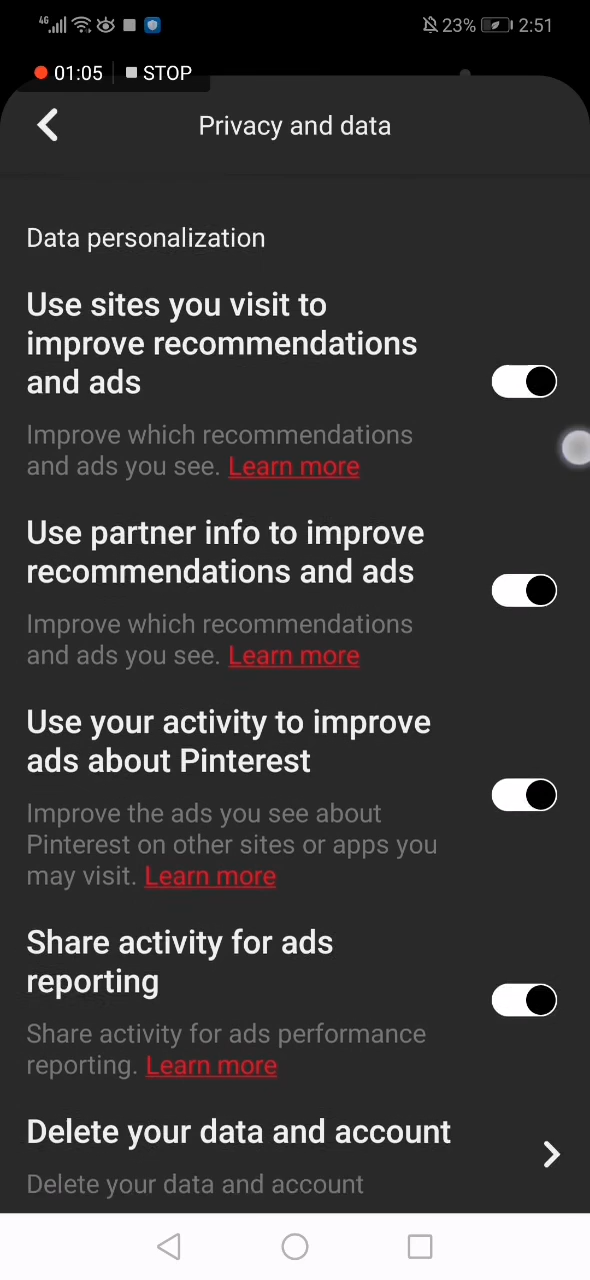 4G 23% 2:51
01:05 STOP
Privacy and data
Data personalization
Use sites you visit to
improve recommendations
and ads
Improve which recommendations
and ads you see. Learn more
Use partner info to improve
recommendations and ads
Improve which recommendations
and ads you see. Learn more
Use your activity to improve
ads about Pinterest
Improve the ads you see about
Pinterest on other sites or apps you
may visit. Learn more
Share activity for ads
reporting
Share activity for ads performance
reporting. Learn more
Delete your data and account
Delete your data and account